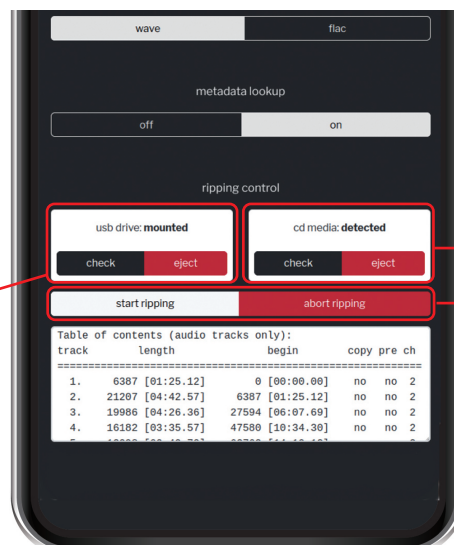 wave flac
metadata lookup
off on
ripping control
usb drive: mounted cd media: detected
check eject check eject
start ripping abort ripping
Table of contents (audio tracks only):
track length begin copy pre ch
===========================================================
1. 6387 [01:25.12] 0 [00:00.00] no no 2
2. 21207 [04:42.57] 6387 [01:25.12] no no 2
3. 19986 [04:26.36] 27594 [06:07.69] no no 2
4. 16182 [03:35.57] 47580 [10:34.30] no no 2